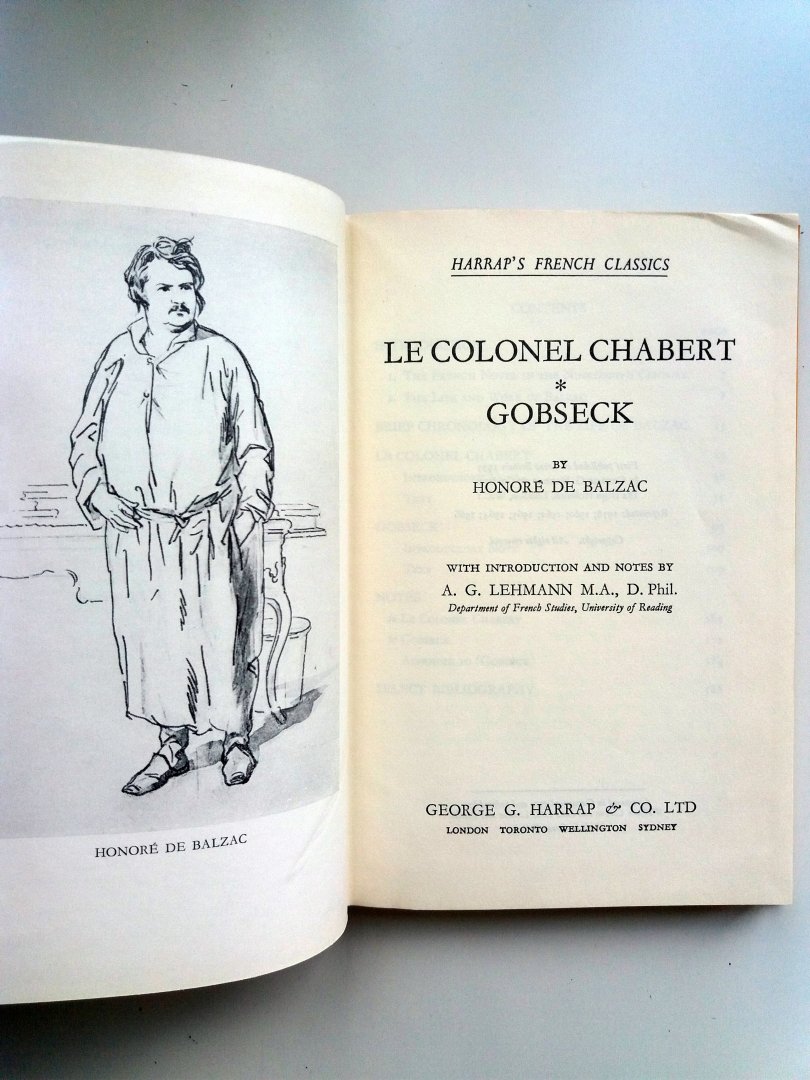 HONORÉ DE BALZAC
HARRAP'S FRENCH CLASSICS
LE COLONEL CHABERT
*
GOBSECK
BY
HONORÉ DE BALZAC
WITH INTRODUCTION AND NOTES BY
A. G. LEHMANN M.A., D. Phil.
Department of French Studies, University of Reading
GEORGE G. HARRAP & CO. LTD
LONDON TORONTO WELLINGTON SYDNEY